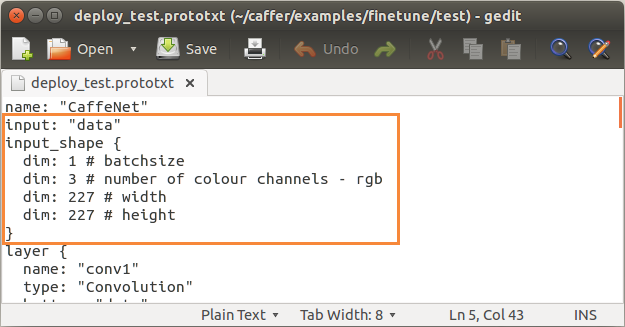 deploy_test.prototxt (~/caffer/examples/finetune/test) - gedit
Open Save Undo
deploy_test.prototxt
name: "CaffeNet"
input: "data"
input_shape {
  dim: 1 # batchsize
  dim: 3 # number of colour channels - rgb
  dim: 227 # width
  dim: 227 # height
}
layer {
  name: "conv1"
  type: "Convolution"
Plain Text Tab Width: 8 Ln 5, Col 43 INS